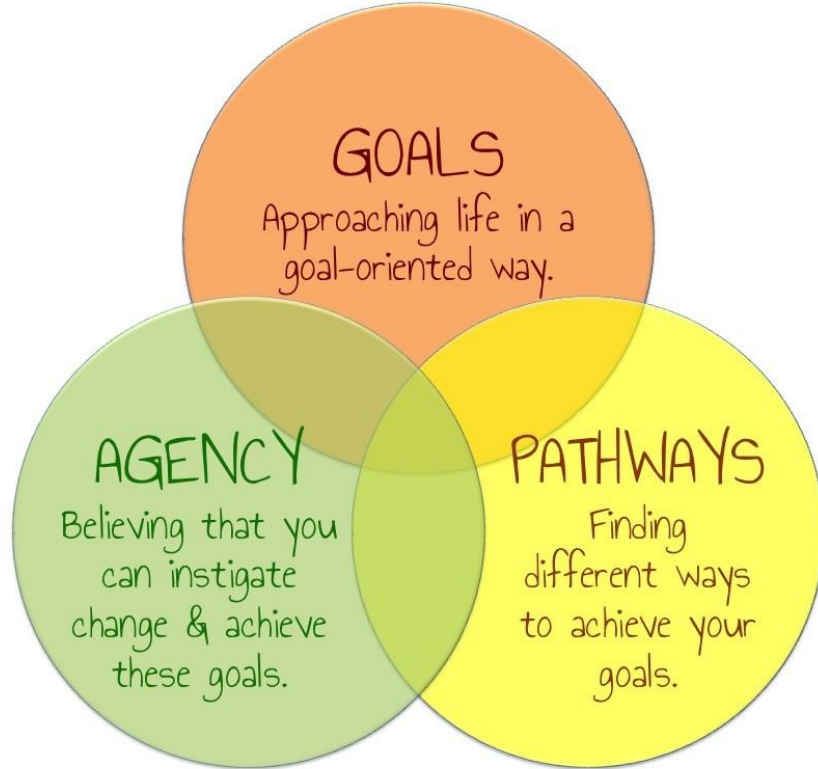 GOALS
Approaching life in a
goal-oriented way.
AGENCY
Believing that you
can instigate
change & achieve
these goals.
PATHWAYS
Finding
different ways
to achieve your
goals.